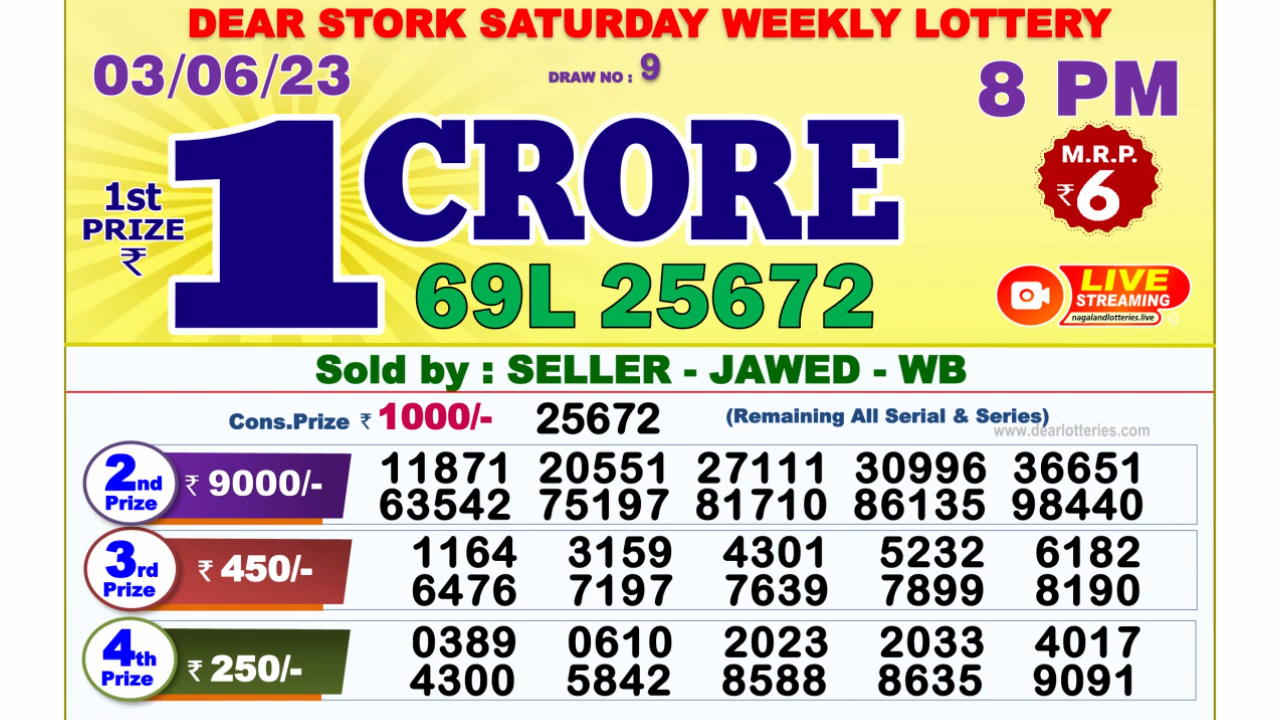 DEAR STORK SATURDAY WEEKLY LOTTERY
03/06/23
DRAW NO : 9
8 PM
M.R.P.
₹ 6
1st
PRIZE
₹
1 CRORE
69L 25672
LIVE
STREAMING
nagalandlotteries.live
Sold by : SELLER - JAWED - WB
Cons.Prize ₹ 1000/- 25672 (Remaining All Serial & Series)
www.dearlotteries.com
2nd Prize ₹ 9000/-
11871 20551 27111 30996 36651
63542 75197 81710 86135 98440
3rd Prize ₹ 450/-
1164 3159 4301 5232 6182
6476 7197 7639 7899 8190
4th Prize ₹ 250/-
0389 0610 2023 2033 4017
4300 5842 8588 8635 9091